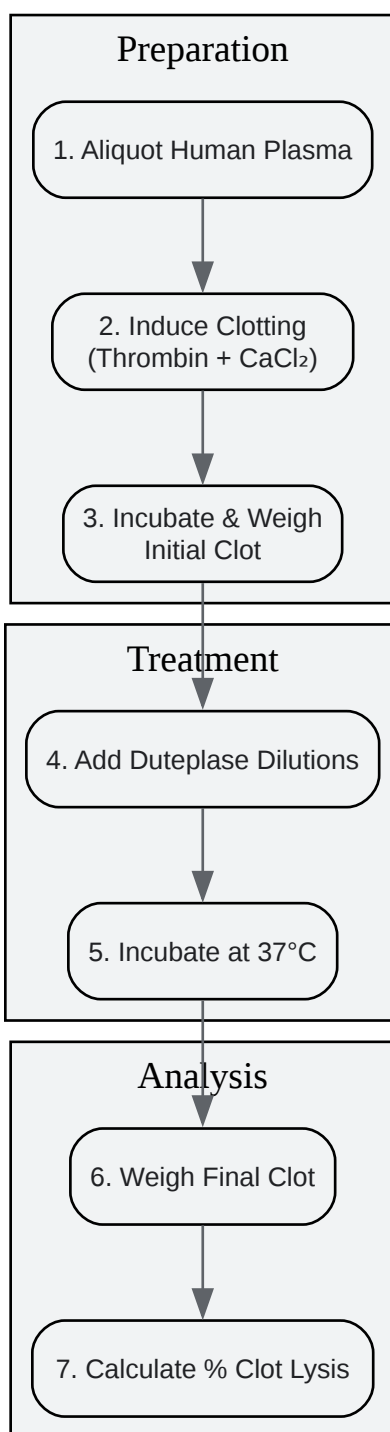 Preparation
1. Aliquot Human Plasma
2. Induce Clotting
(Thrombin + CaCl₂)
3. Incubate & Weigh
Initial Clot
Treatment
4. Add Duteplase Dilutions
5. Incubate at 37°C
Analysis
6. Weigh Final Clot
7. Calculate % Clot Lysis